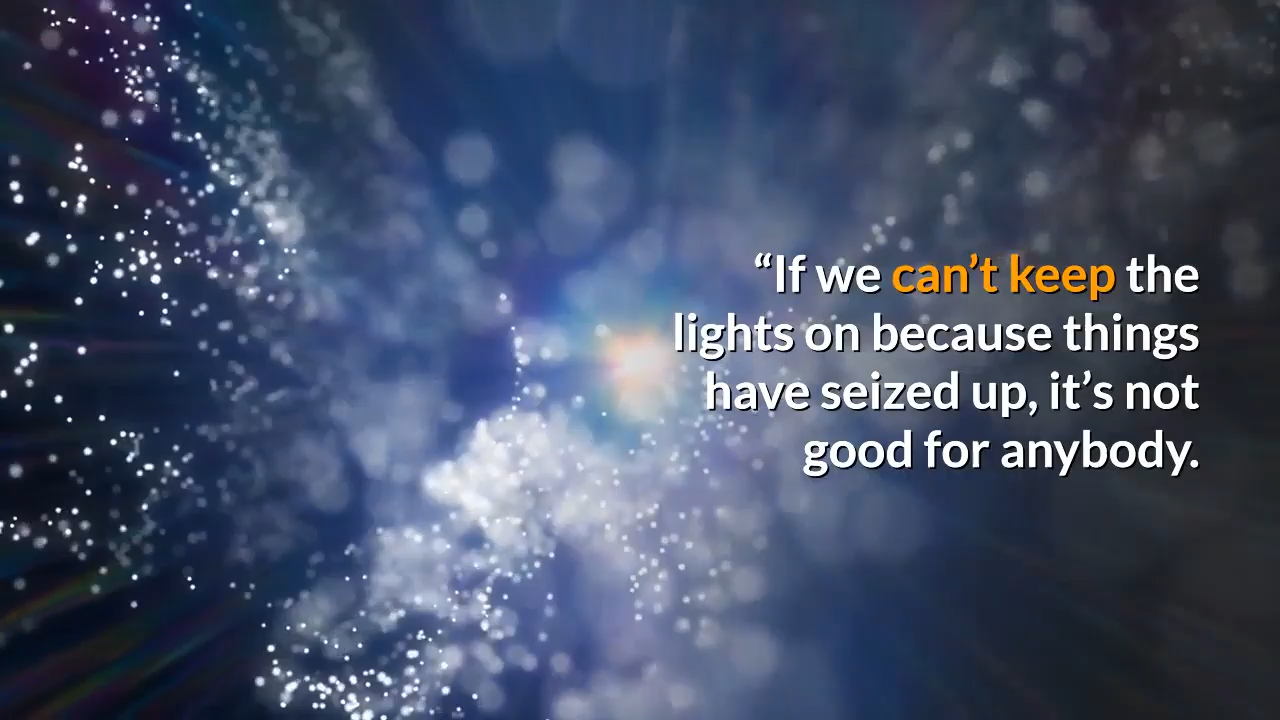 “If we can’t keep the
lights on because things
have seized up, it’s not
good for anybody.